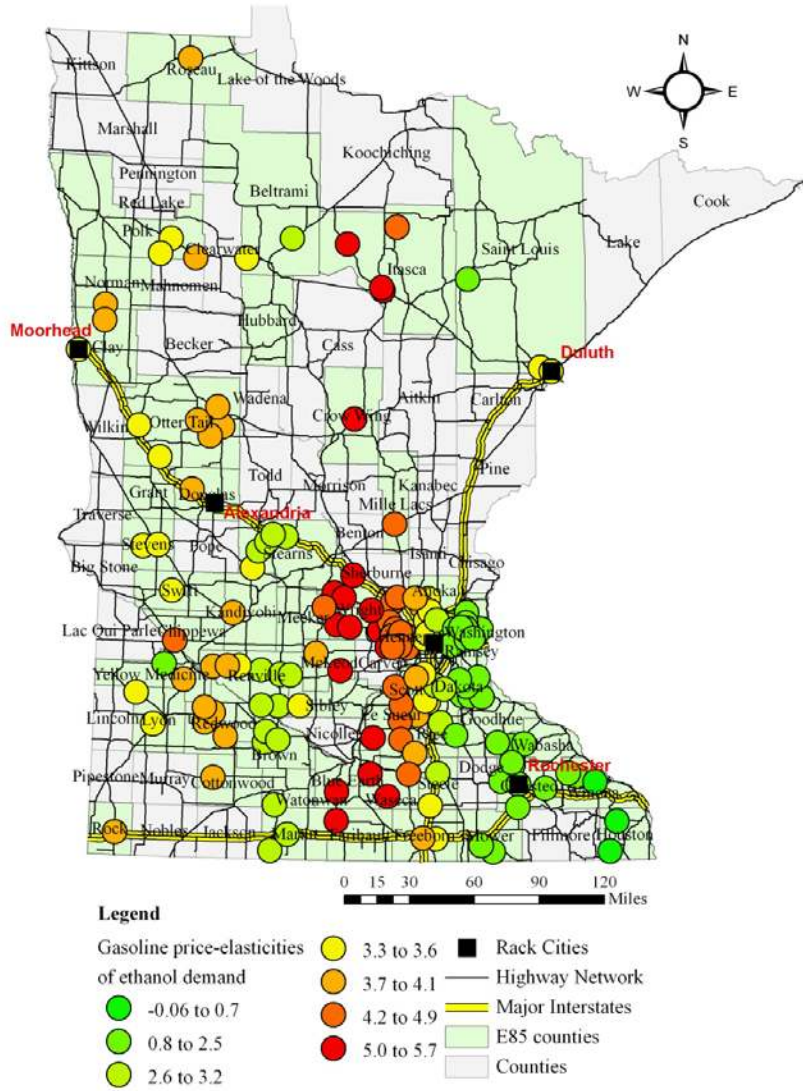 N
W E
S
Kittson
Roseau
Lake of the Woods
Marshall
Koochiching
Pennington
Beltrami
Red Lake
Cook
Polk
Clearwater
Saint Louis
Lake
Itasca
Norman
Mahnomen
Moorhead
Hubbard
Becker
Cass
Clay
Duluth
Wadena
Aitkin
Carlton
Crow Wing
Wilkin
Otter Tail
Pine
Todd
Morrison
Kanabec
Grant
Douglas
Mille Lacs
Traverse
Alexandria
Benton
Stevens
Pope
Stearns
Isanti
Chisago
Big Stone
Sherburne
Swift
Anoka
Kandiyohi
Meeker
Wright
Lac Qui Parle
Chippewa
Washington
Ramsey
McLeod
Carver
Yellow Medicine
Renville
Scott
Dakota
Sibley
Lincoln
Lyon
Redwood
Le Sueur
Goodhue
Nicollet
Rice
Wabasha
Brown
Rochester
Dodge
Pipestone
Murray
Cottonwood
Blue Earth
Steele
Olmsted
Winona
Watonwan
Waseca
Rock
Nobles
Jackson
Martin
Faribault
Freeborn
Mower
Fillmore
Houston
0 15 30 60 90 120
Miles
Legend
Gasoline price-elasticities
of ethanol demand
-0.06 to 0.7
0.8 to 2.5
2.6 to 3.2
3.3 to 3.6
3.7 to 4.1
4.2 to 4.9
5.0 to 5.7
Rack Cities
Highway Network
Major Interstates
E85 counties
Counties